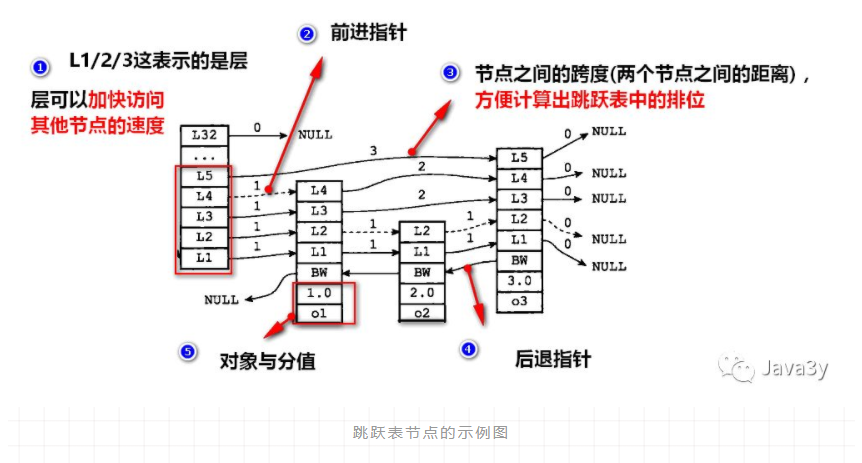 ② 前进指针
① L1/2/3这表示的是层
层可以加快访问
其他节点的速度
③ 节点之间的跨度(两个节点之间的距离)，
方便计算出跳跃表中的排位
L32 0 NULL
...
L5 3 L5 0 NULL
L4 1 L4 2 L4 0 NULL
L3 1 L3 2 L3 0 NULL
L2 1 L2 1 L2 1 L2 0 NULL
L1 1 L1 1 L1 1 L1 0 NULL
NULL BW BW BW
1.0 2.0 3.0
o1 o2 o3
⑤ 对象与分值
④ 后退指针
Java3y
跳跃表节点的示例图